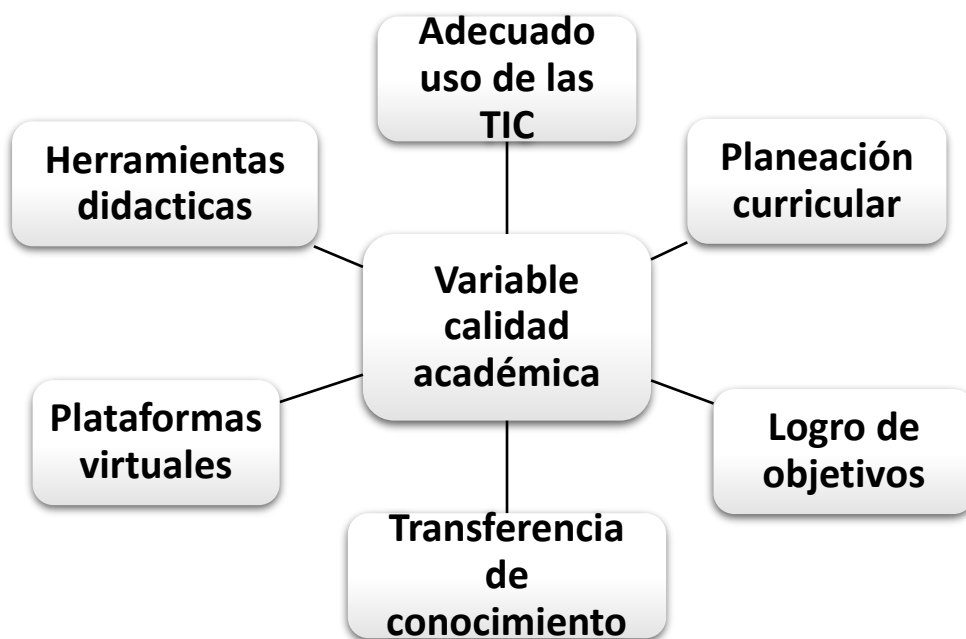 Adecuado
uso de las
TIC
Herramientas
didacticas
Planeación
curricular
Variable
calidad
académica
Plataformas
virtuales
Logro de
objetivos
Transferencia
de
conocimiento